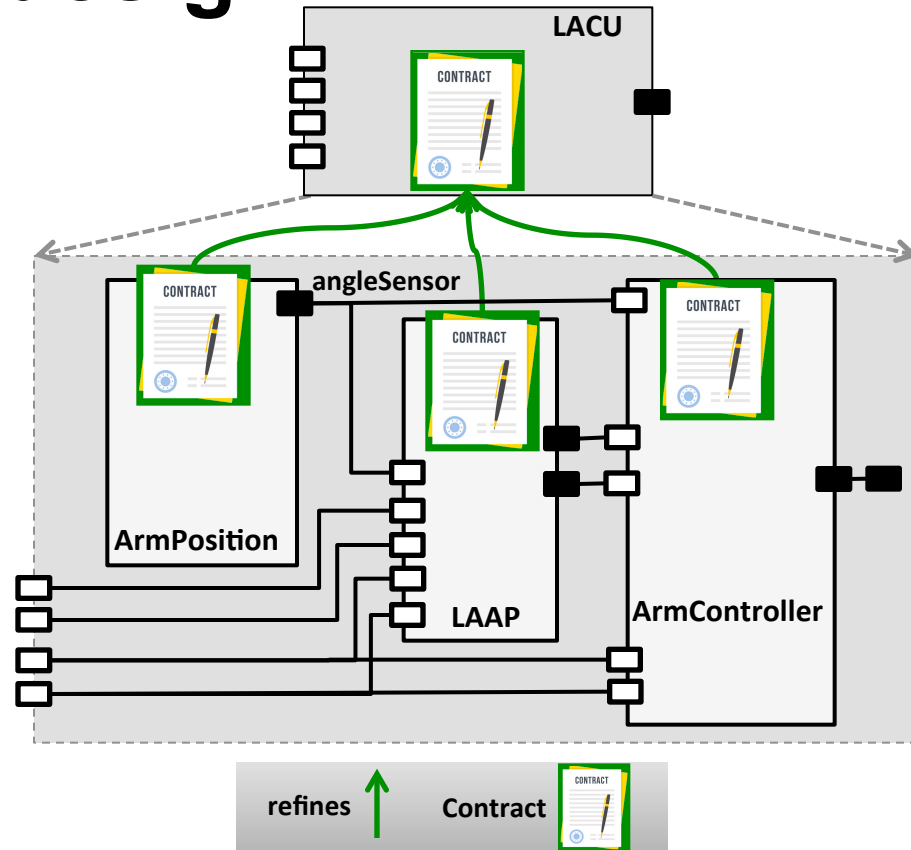 LACU
CONTRACT
angleSensor
CONTRACT
CONTRACT
CONTRACT
ArmPosition
LAAP
ArmController
refines
Contract
CONTRACT